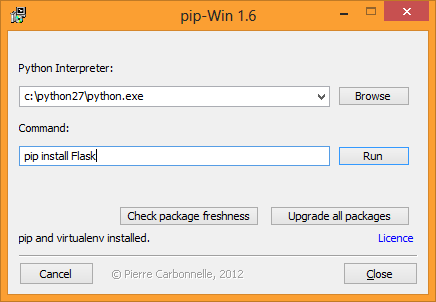 pip-Win 1.6
Python Interpreter:
c:\python27\python.exe
Browse
Command:
pip install Flask
Run
Check package freshness
Upgrade all packages
pip and virtualenv installed.
Licence
Cancel
© Pierre Carbonnelle, 2012
Close